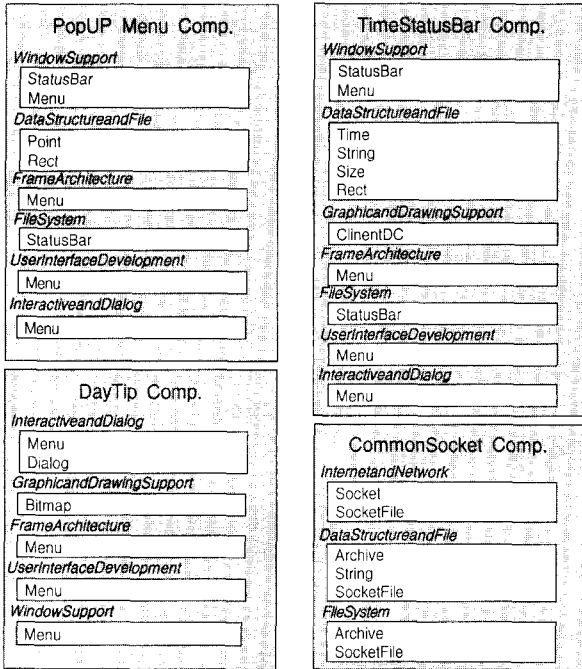 PopUP Menu Comp.
WindowSupport
StatusBar
Menu
DataStructureandFile
Point
Rect
FrameArchitecture
Menu
FileSystem
StatusBar
UserInterfaceDevelopment
Menu
InteractiveandDialog
Menu
DayTip Comp.
InteractiveandDialog
Menu
Dialog
GraphicandDrawingSupport
Bitmap
FrameArchitecture
Menu
UserInterfaceDevelopment
Menu
WindowSupport
Menu
TimeStatusBar Comp.
WindowSupport
StatusBar
Menu
DataStructureandFile
Time
String
Size
Rect
GraphicandDrawingSupport
ClinentDC
FrameArchitecture
Menu
FileSystem
StatusBar
UserInterfaceDevelopment
Menu
InteractiveandDialog
Menu
CommonSocket Comp.
InternetandNetwork
Socket
SocketFile
DataStructureandFile
Archive
String
SocketFile
FileSystem
Archive
SocketFile